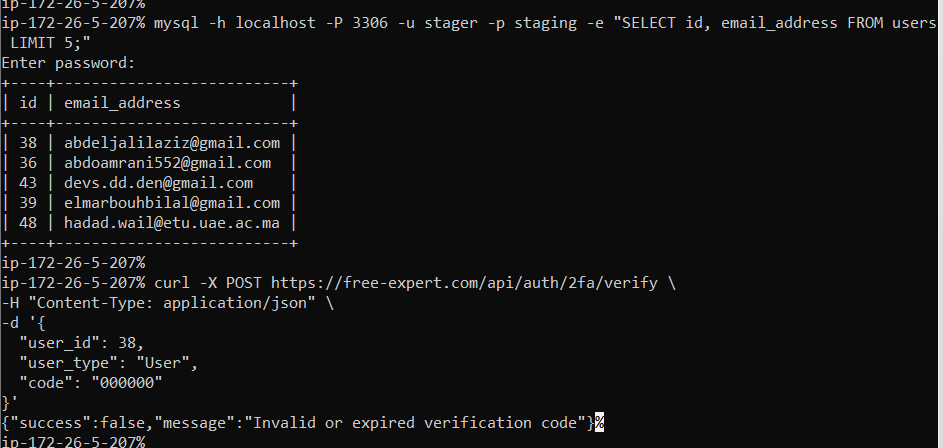 ip-172-26-5-207%
ip-172-26-5-207% mysql -h localhost -P 3306 -u stager -p staging -e "SELECT id, email_address FROM users
 LIMIT 5;"
Enter password:
+----+--------------------------+
| id | email_address            |
+----+--------------------------+
| 38 | abdeljalilaziz@gmail.com |
| 36 | abdoamrani552@gmail.com  |
| 43 | devs.dd.den@gmail.com    |
| 39 | elmarbouhbilal@gmail.com |
| 48 | hadad.wail@etu.uae.ac.ma |
+----+--------------------------+
ip-172-26-5-207%
ip-172-26-5-207% curl -X POST https://free-expert.com/api/auth/2fa/verify \
-H "Content-Type: application/json" \
-d '{
  "user_id": 38,
  "user_type": "User",
  "code": "000000"
}'
{"success":false,"message":"Invalid or expired verification code"}%
ip-172-26-5-207%